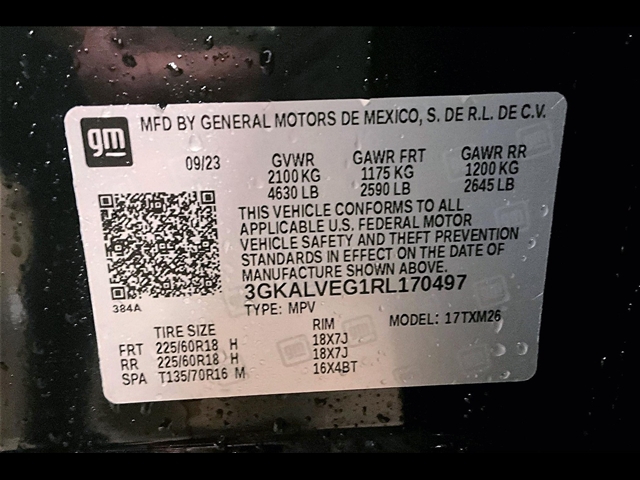 gm
MFD BY GENERAL MOTORS DE MEXICO, S. DE R.L. DE C.V.
09/23 GVWR GAWR FRT GAWR RR
2100 KG 1175 KG 1200 KG
4630 LB 2590 LB 2645 LB
THIS VEHICLE CONFORMS TO ALL
APPLICABLE U.S. FEDERAL MOTOR
VEHICLE SAFETY AND THEFT PREVENTION
STANDARDS IN EFFECT ON THE DATE OF
MANUFACTURE SHOWN ABOVE.
384A
3GKALVEG1RL170497
TYPE: MPV MODEL: 17TXM26
TIRE SIZE RIM
FRT 225/60R18 H 18X7J
RR 225/60R18 H 18X7J
SPA T135/70R16 M 16X4BT